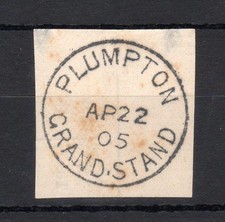 PLUMPTON
AP22
05
GRAND.STAND